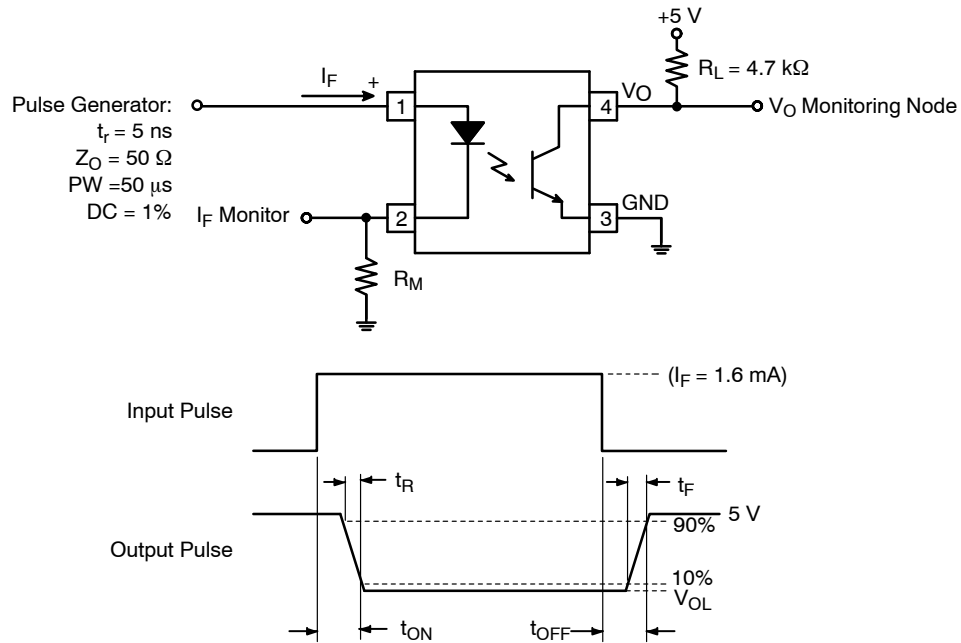 +5 V
R_L = 4.7 kΩ
I_F +
Pulse Generator:
t_r = 5 ns
Z_O = 50 Ω
PW =50 μs
DC = 1%
1
4
V_O
V_O Monitoring Node
I_F Monitor
2
3
GND
R_M
Input Pulse
(I_F = 1.6 mA)
t_R
t_F
5 V
90%
Output Pulse
10%
V_OL
t_ON
t_OFF